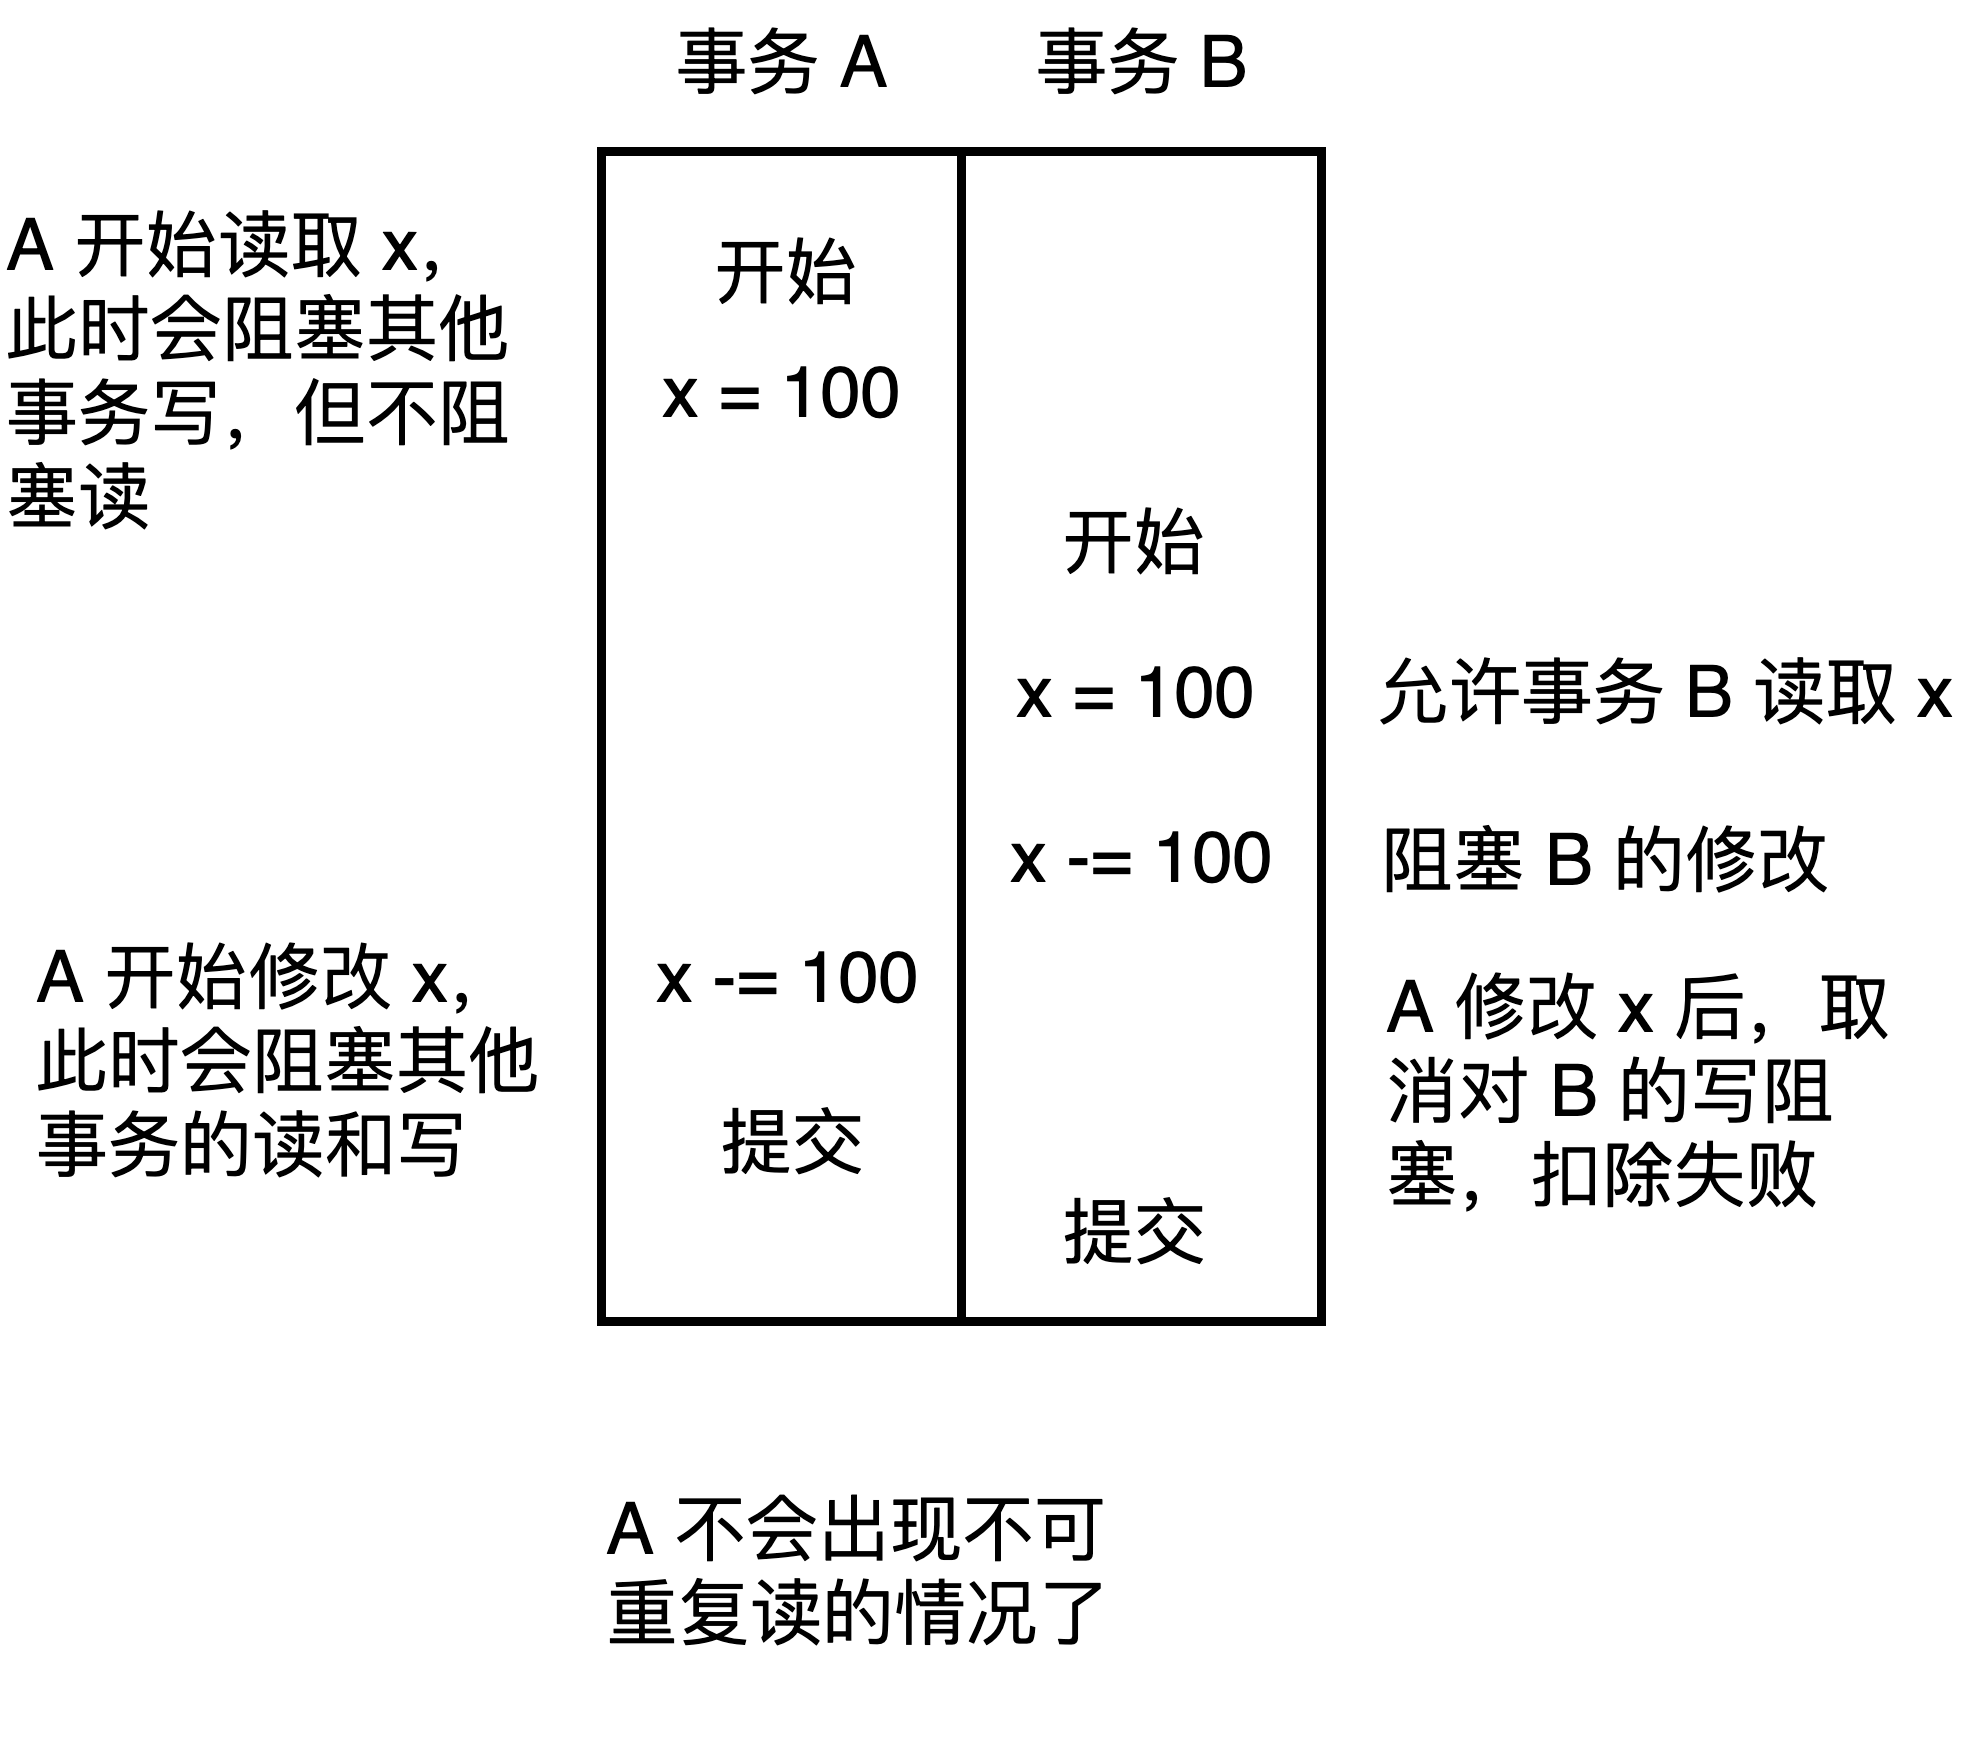 事务 A
事务 B
A 开始读取 x，
此时会阻塞其他
事务写，但不阻
塞读
开始
x = 100
开始
x = 100
允许事务 B 读取 x
x -= 100
阻塞 B 的修改
A 开始修改 x，
此时会阻塞其他
事务的读和写
x -= 100
A 修改 x 后，取
消对 B 的写阻
塞，扣除失败
提交
提交
A 不会出现不可
重复读的情况了